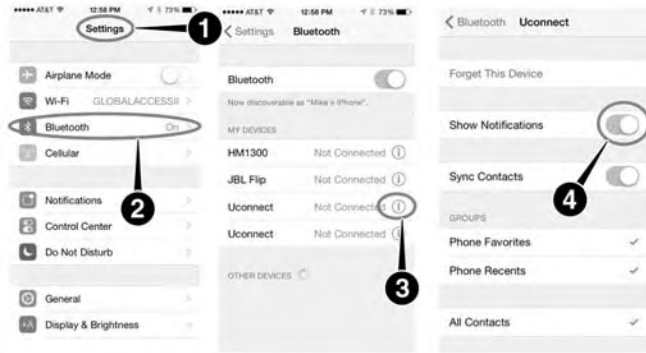 AT&T 12:58 PM 73%
Settings
1
Airplane Mode
Wi-Fi GLOBALACCESSII
Bluetooth On
Cellular
2
Notifications
Control Center
Do Not Disturb
General
Display & Brightness
AT&T 12:58 PM 73%
Settings Bluetooth
Bluetooth
Now discoverable as "Mike's iPhone".
MY DEVICES
HM1300 Not Connected
JBL Flip Not Connected
Uconnect Not Connected
Uconnect Not Connected
3
OTHER DEVICES
Bluetooth Uconnect
Forget This Device
Show Notifications
4
Sync Contacts
GROUPS
Phone Favorites
Phone Recents
All Contacts